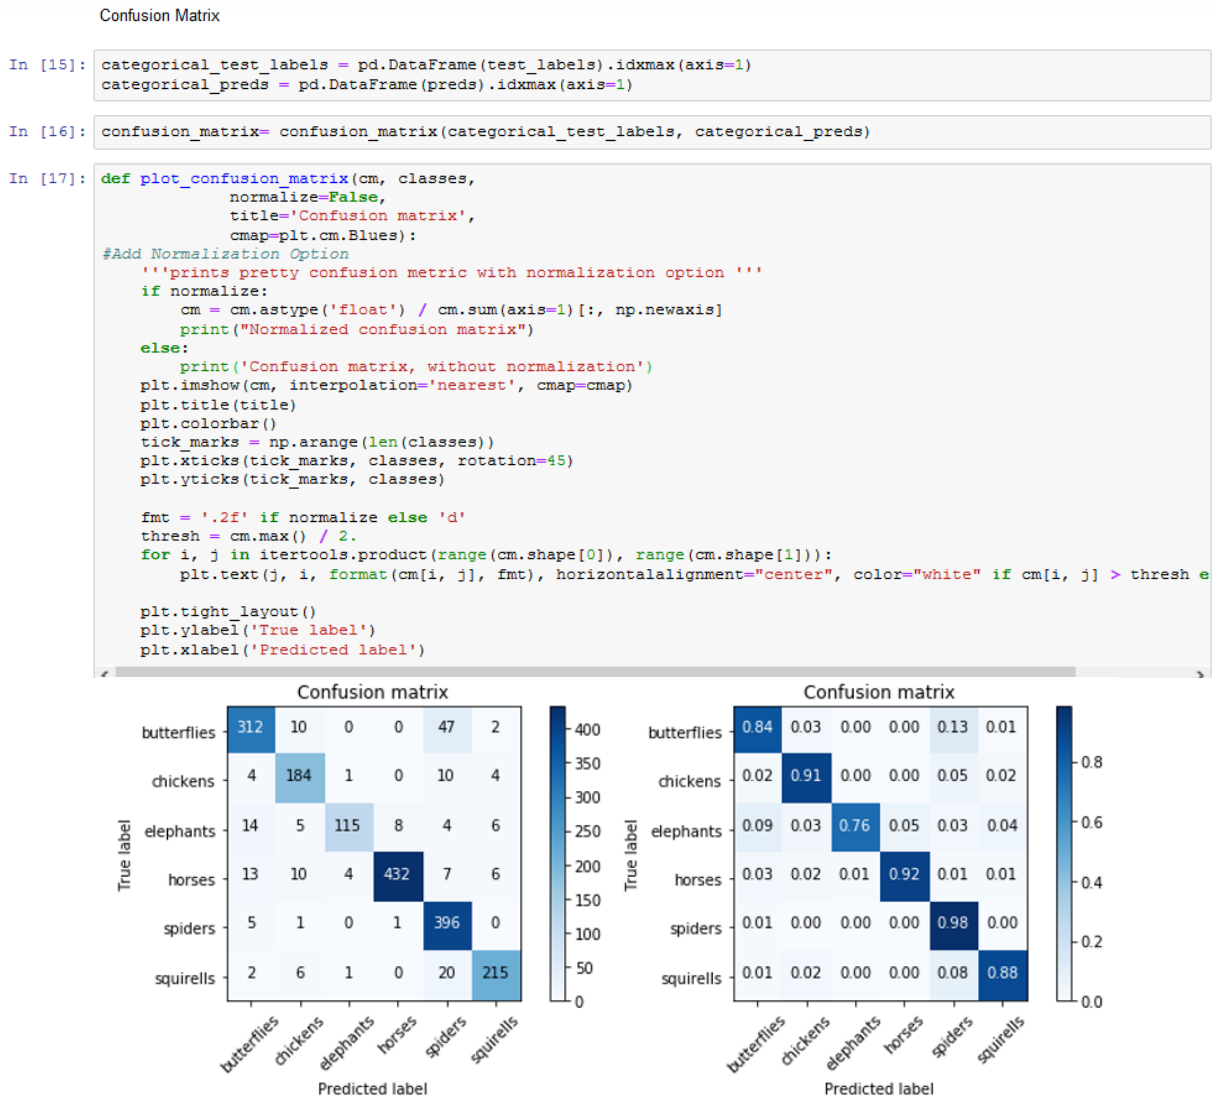 Confusion Matrix
In [15]: categorical_test_labels = pd.DataFrame(test_labels).idxmax(axis=1)
categorical_preds = pd.DataFrame(preds).idxmax(axis=1)
In [16]: confusion_matrix= confusion_matrix(categorical_test_labels, categorical_preds)
In [17]: def plot_confusion_matrix(cm, classes,
normalize=False,
title='Confusion matrix',
cmap=plt.cm.Blues):
#Add Normalization Option
'''prints pretty confusion metric with normalization option '''
if normalize:
cm = cm.astype('float') / cm.sum(axis=1)[:, np.newaxis]
print("Normalized confusion matrix")
else:
print('Confusion matrix, without normalization')
plt.imshow(cm, interpolation='nearest', cmap=cmap)
plt.title(title)
plt.colorbar()
tick_marks = np.arange(len(classes))
plt.xticks(tick_marks, classes, rotation=45)
plt.yticks(tick_marks, classes)
fmt = '.2f' if normalize else 'd'
thresh = cm.max() / 2.
for i, j in itertools.product(range(cm.shape[0]), range(cm.shape[1])):
plt.text(j, i, format(cm[i, j], fmt), horizontalalignment="center", color="white" if cm[i, j] > thresh e
plt.tight_layout()
plt.ylabel('True label')
plt.xlabel('Predicted label')
Confusion matrix
True label
butterflies 312 10 0 0 47 2
chickens 4 184 1 0 10 4
elephants 14 5 115 8 4 6
horses 13 10 4 432 7 6
spiders 5 1 0 1 396 0
squirells 2 6 1 0 20 215
butterflies chickens elephants horses spiders squirells
Predicted label
400
350
300
250
200
150
100
50
0
Confusion matrix
True label
butterflies 0.84 0.03 0.00 0.00 0.13 0.01
chickens 0.02 0.91 0.00 0.00 0.05 0.02
elephants 0.09 0.03 0.76 0.05 0.03 0.04
horses 0.03 0.02 0.01 0.92 0.01 0.01
spiders 0.01 0.00 0.00 0.00 0.98 0.00
squirells 0.01 0.02 0.00 0.00 0.08 0.88
butterflies chickens elephants horses spiders squirells
Predicted label
0.8
0.6
0.4
0.2
0.0